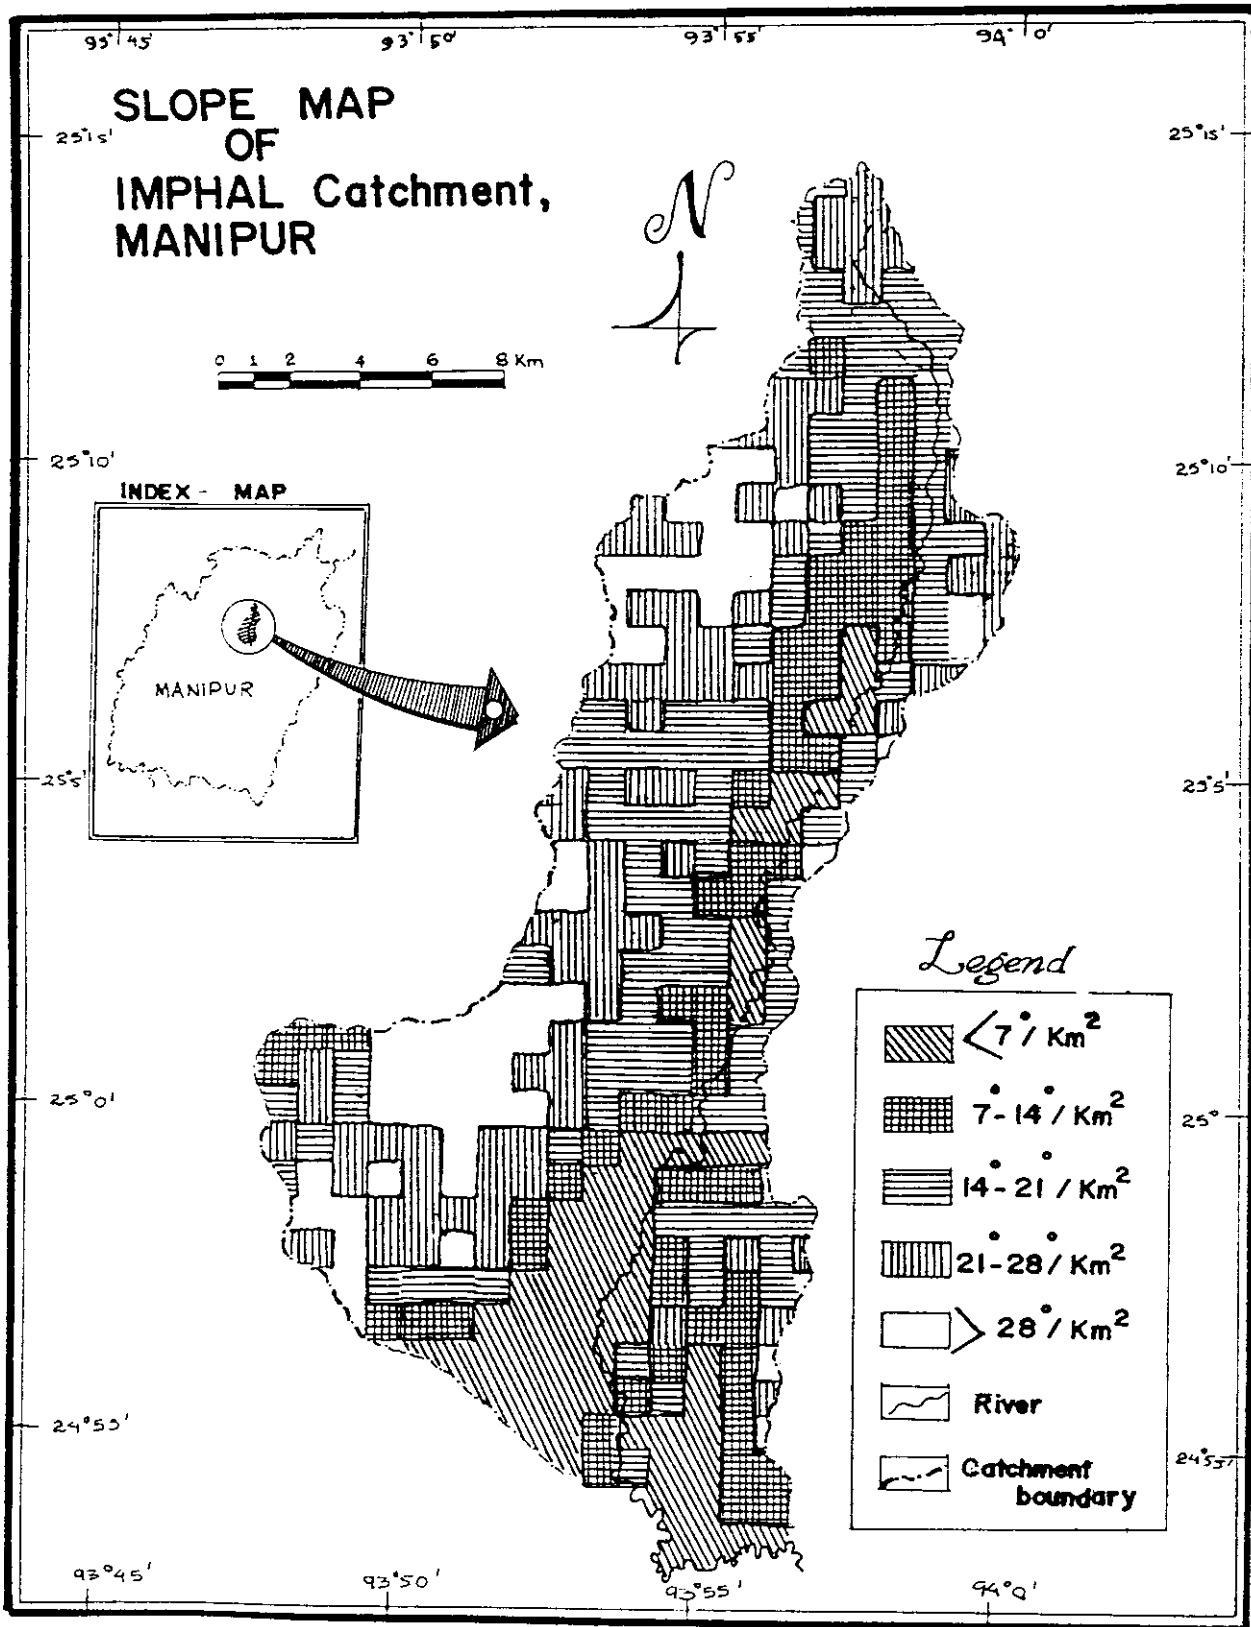 93°45' 93°50' 93°55' 94°0'
SLOPE MAP
OF
IMPHAL Catchment,
MANIPUR
25°15' 25°15'
N
0 1 2 4 6 8 Km
25°10' 25°10'
INDEX - MAP
MANIPUR
25°5' 25°5'
Legend
< 7°/ Km²
7°- 14°/ Km²
25°0' 25°
14°- 21°/ Km²
21°- 28°/ Km²
> 28°/ Km²
River
24°55' 24°55'
Catchment
boundary
93°45' 93°50' 93°55' 94°0'